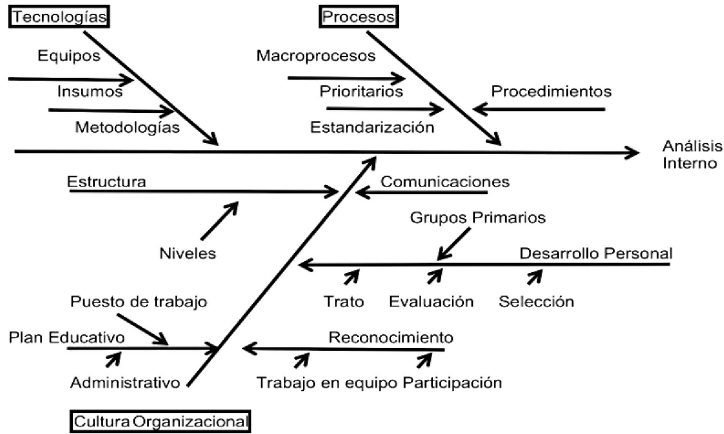 Tecnologías
Procesos
Equipos
Macroprocesos
Insumos
Prioritarios
Procedimientos
Metodologías
Estandarización
Análisis
Interno
Estructura
Comunicaciones
Grupos Primarios
Niveles
Desarrollo Personal
Puesto de trabajo
Trato
Evaluación
Selección
Plan Educativo
Reconocimiento
Administrativo
Trabajo en equipo
Participación
Cultura Organizacional